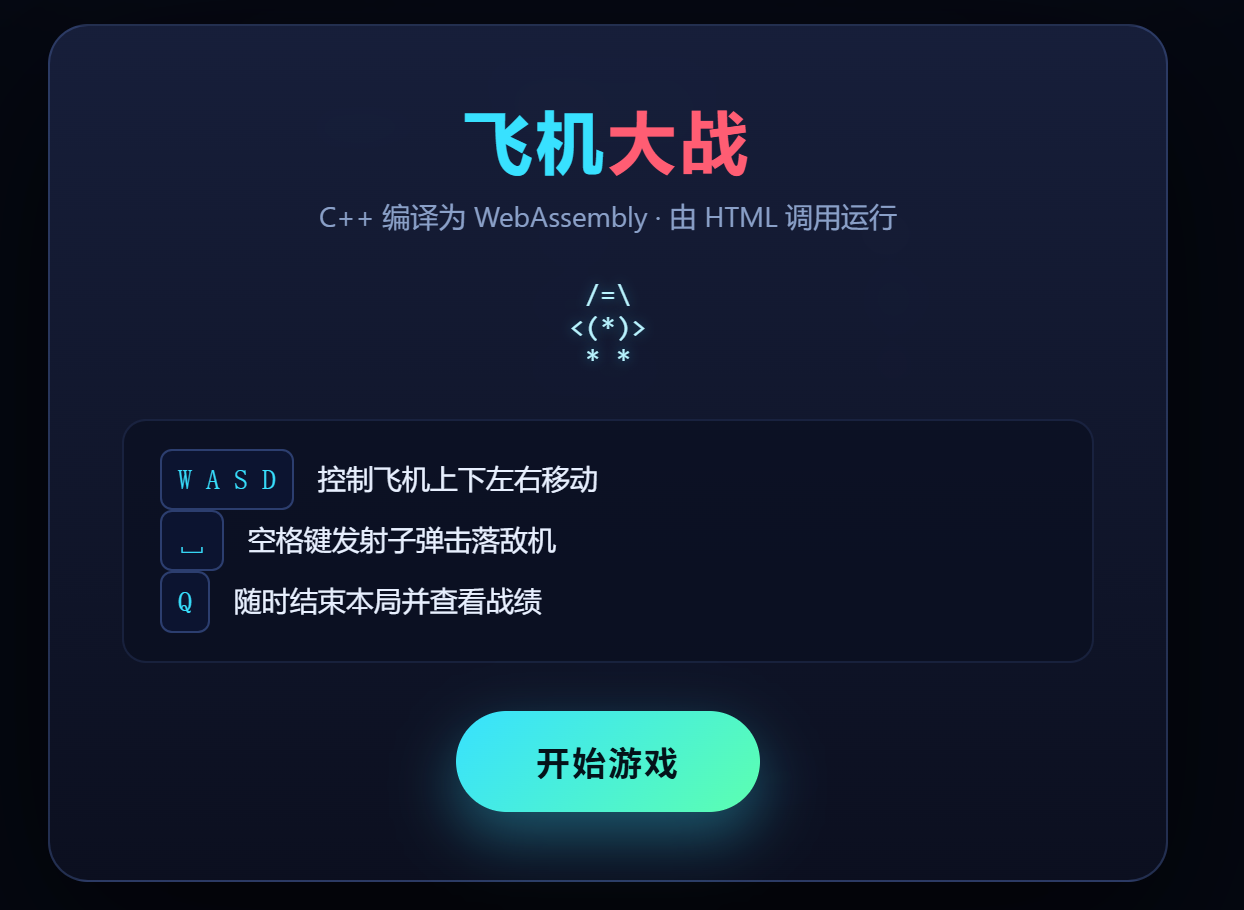 飞机大战
C++ 编译为 WebAssembly · 由 HTML 调用运行
/=\
<(*)>
* *
W A S D 控制飞机上下左右移动
⎵ 空格键发射子弹击落敌机
Q 随时结束本局并查看战绩
开始游戏